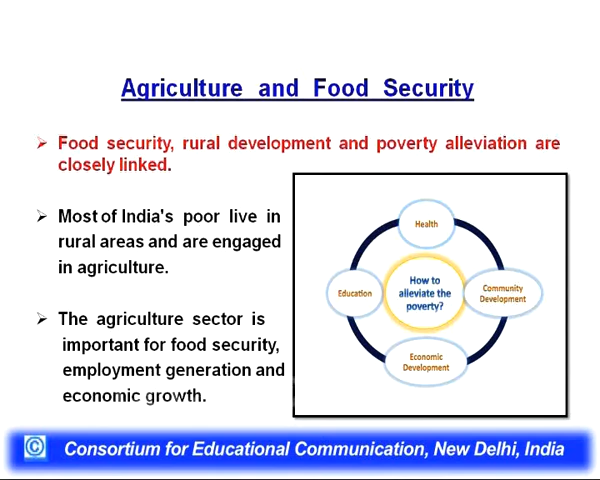 Agriculture and Food Security
➢ Food security, rural development and poverty alleviation are
closely linked.
➢ Most of India's poor live in
rural areas and are engaged
in agriculture.
➢ The agriculture sector is
important for food security,
employment generation and
economic growth.
Health
Education
How to
alleviate the
poverty?
Community
Development
Economic
Development
© Consortium for Educational Communication, New Delhi, India